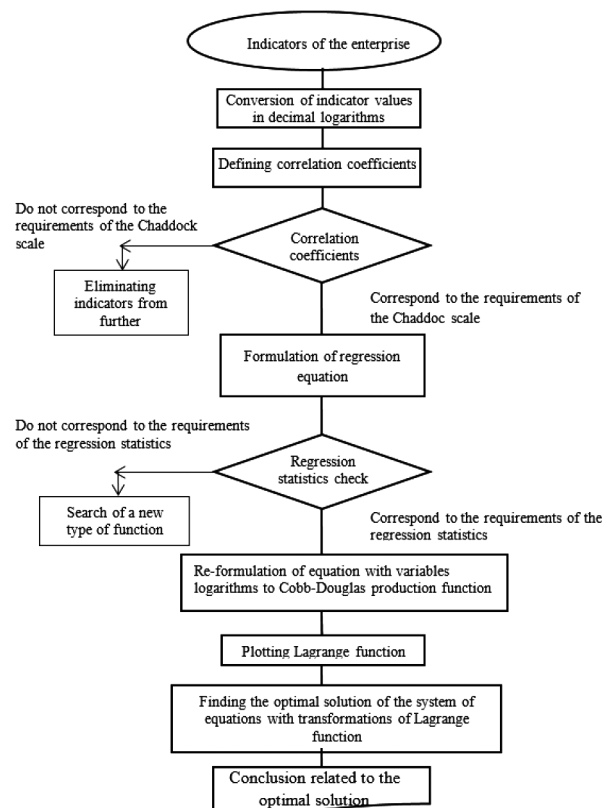 Indicators of the enterprise
Conversion of indicator values
in decimal logarithms
Defining correlation coefficients
Do not correspond to the
requirements of the Chaddock
scale
Correlation
coefficients
Eliminating
indicators from
further
Correspond to the requirements of
the Chaddoc scale
Formulation of regression
equation
Do not correspond to the requirements
of the regression statistics
Regression
statistics check
Search of a new
type of function
Correspond to the requirements of the
regression statistics
Re-formulation of equation with variables
logarithms to Cobb-Douglas production function
Plotting Lagrange function
Finding the optimal solution of the system of
equations with transformations of Lagrange
function
Conclusion related to the
optimal solution